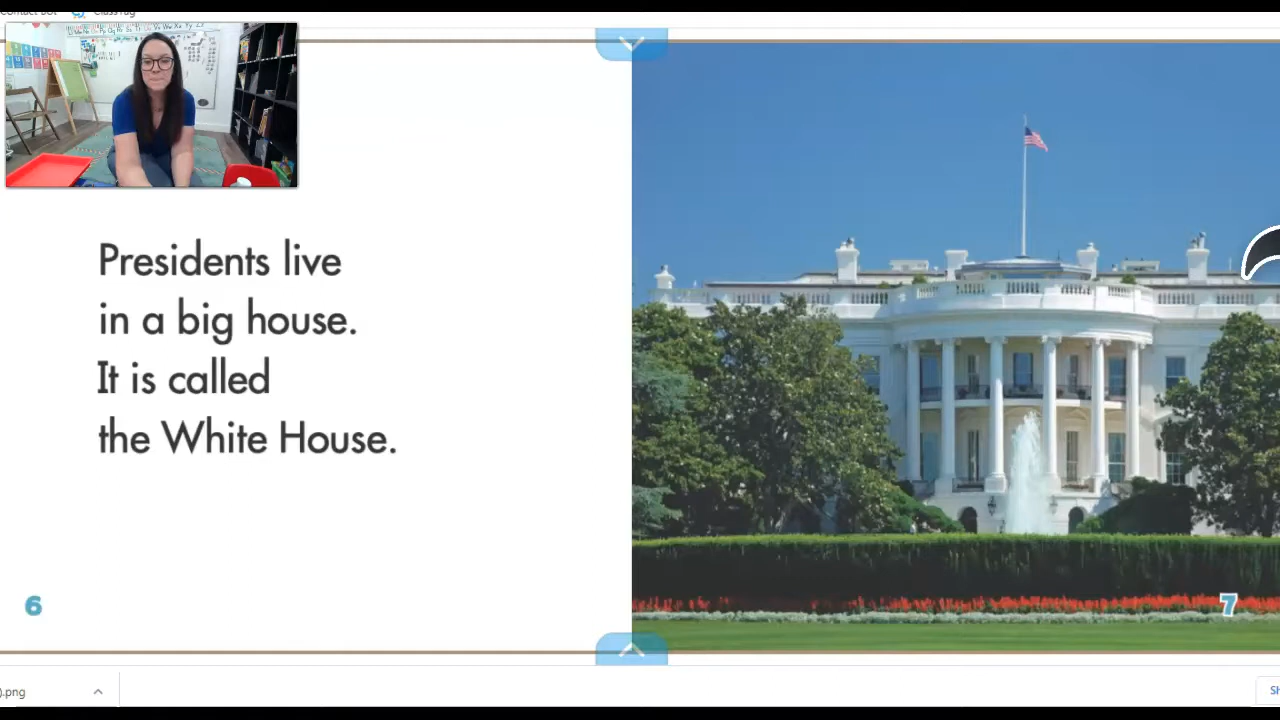 Presidents live
in a big house.
It is called
the White House.
6
7
).png